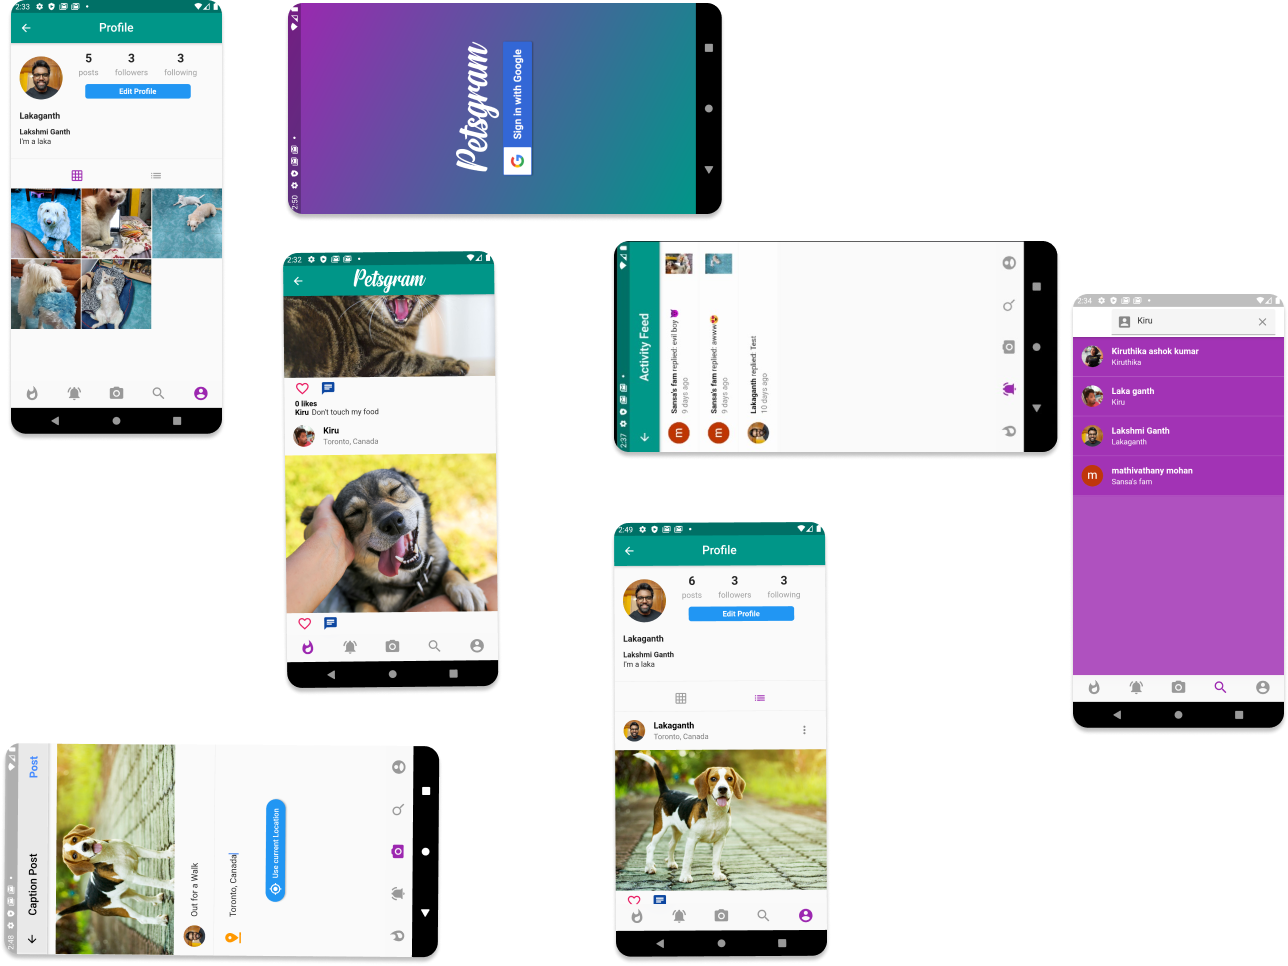 2:33
Profile
5
3
3
posts
followers
following
Edit Profile
Lakaganth
Lakshmi Ganth
I'm a laka
2:50
Petsgram
Sign in with Google
G
2:32
Petsgram
0 likes
Kiru Don't touch my food
Kiru
Toronto, Canada
2:37
Activity Feed
m
Sansa's fam replied: evil boy 😈
9 days ago
m
Sansa's fam replied: awww😍
9 days ago
Lakaganth replied: Test
10 days ago
2:34
Kiru
Kiruthika ashok kumar
Kiruthika
Laka ganth
Kiru
Lakshmi Ganth
Lakaganth
m
mathivathany mohan
Sansa's fam
2:49
Profile
6
3
3
posts
followers
following
Edit Profile
Lakaganth
Lakshmi Ganth
I'm a laka
Lakaganth
Toronto, Canada
2:48
Caption Post
Post
Out for a Walk
Toronto, Canada
Use current Location